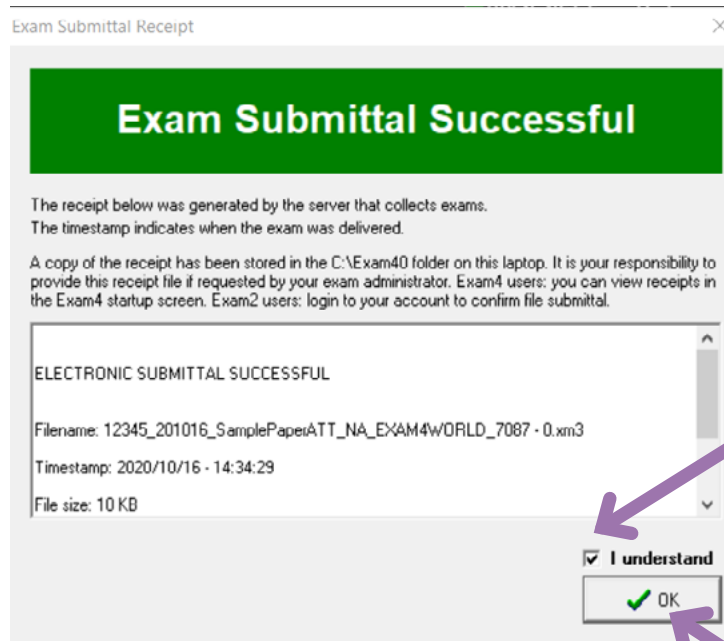 Exam Submittal Receipt
Exam Submittal Successful
The receipt below was generated by the server that collects exams.
The timestamp indicates when the exam was delivered.
A copy of the receipt has been stored in the C:\Exam40 folder on this laptop. It is your responsibility to
provide this receipt file if requested by your exam administrator. Exam4 users: you can view receipts in
the Exam4 startup screen. Exam2 users: login to your account to confirm file submittal.
ELECTRONIC SUBMITTAL SUCCESSFUL
Filename: 12345_201016_SamplePaperATT_NA_EXAM4WORLD_7087 - 0.xm3
Timestamp: 2020/10/16 - 14:34:29
File size: 10 KB
I understand
OK